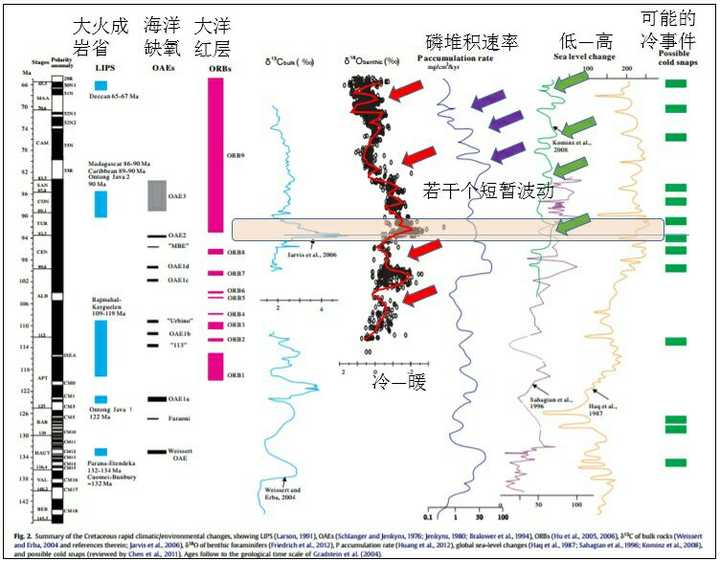 大火成
岩省
海洋
缺氧
大洋
红层
磷堆积速率
低—高
可能的
冷事件
Stages
Polarity
anomaly
LIPS
OAEs
ORBs
δ¹³Cbulk ( ‰)
δ¹⁸Obenthic (‰)
P accumulation rate
mg/cm²/kyr
Sea level change
Possible
cold snaps
Ma
Ma
0 100 200
66
70
74
78
82
86
90
94
98
102
106
110
114
118
122
126
130
134
138
142
MAA
CAM
SAN
CON
TUR
CEN
ALB
APT
BAR
HAUT
VAL
BER
Deccan 65-67 Ma
Madagascar 86-90 Ma
Caribbean 89-90 Ma
Ontong Java 2
90 Ma
Rajmahal-
Kerguelen
109-119 Ma
Ontong Java 1
122 Ma
Parana-Etendeka
132-134 Ma
Cuomei-Bunbury
~132 Ma
OAE3
OAE2
"MBE"
OAE1d
OAE1c
"Urbino"
OAE1b
"113"
OAE1a
Faraoni
Weissert
OAE
ORB9
ORB8
ORB7
ORB6
ORB5
ORB4
ORB3
ORB2
ORB1
Jarvis et al., 2006
2 4
Weissert and
Erba, 2004
2 0 -2
冷—暖
若干个短暂波动
Kominz et al.,
2008
Sahagian et al.,
1996
Haq et al.,
1987
0.1 1 10 100
0 50 100
Fig. 2. Summary of the Cretaceous rapid climatic/environmental changes, showing LIPS (Larson, 1991), OAEs (Schlanger and Jenkyns, 1976; Jenkyns, 1980; Bralower et al., 1994), ORBs (Hu et al., 2005, 2006), δ¹³C of bulk rocks (Weissert
and Erba, 2004 and references therein; Jarvis et al., 2006), δ¹⁸O of benthic foraminifers (Friedrich et al., 2012), P accumulation rate (Huang et al., 2012), global sea-level changes (Haq et al., 1987; Sahagian et al., 1996; Kominz et al., 2008),
and possible cold snaps (reviewed by Chen et al., 2011). Ages follow to the geological time scale of Gradstein et al. (2004).